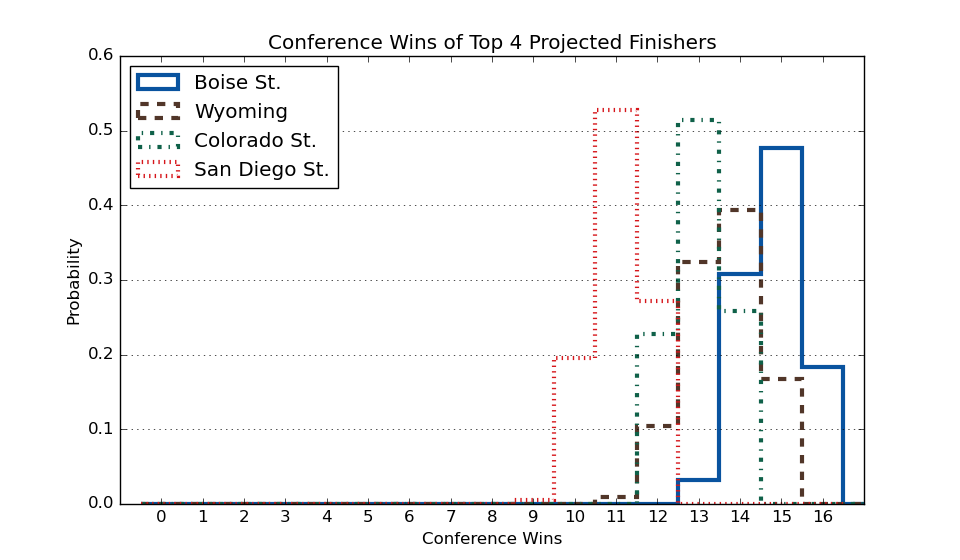 Conference Wins of Top 4 Projected Finishers
Boise St.
Wyoming
Colorado St.
San Diego St.
0.6
0.5
0.4
0.3
0.2
0.1
0.0
Probability
0 1 2 3 4 5 6 7 8 9 10 11 12 13 14 15 16
Conference Wins